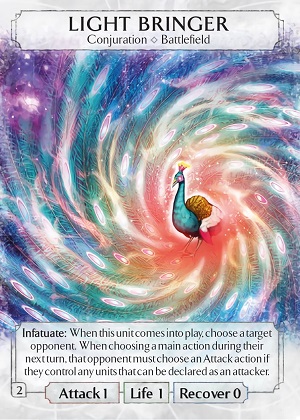 LIGHT BRINGER
Conjuration ◇ Battlefield
Infatuate: When this unit comes into play, choose a target
opponent. When choosing a main action during their
next turn, that opponent must choose an Attack action if
they control any units that can be declared as an attacker.
2
Attack 1 Life 1 Recover 0